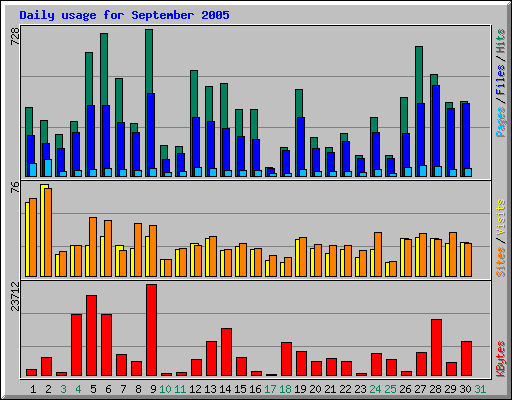 Daily usage for September 2005
728
Pages / Files / Hits
76
Sites / Visits
23712
KBytes
1 2 3 4 5 6 7 8 9 10 11 12 13 14 15 16 17 18 19 20 21 22 23 24 25 26 27 28 29 30 31